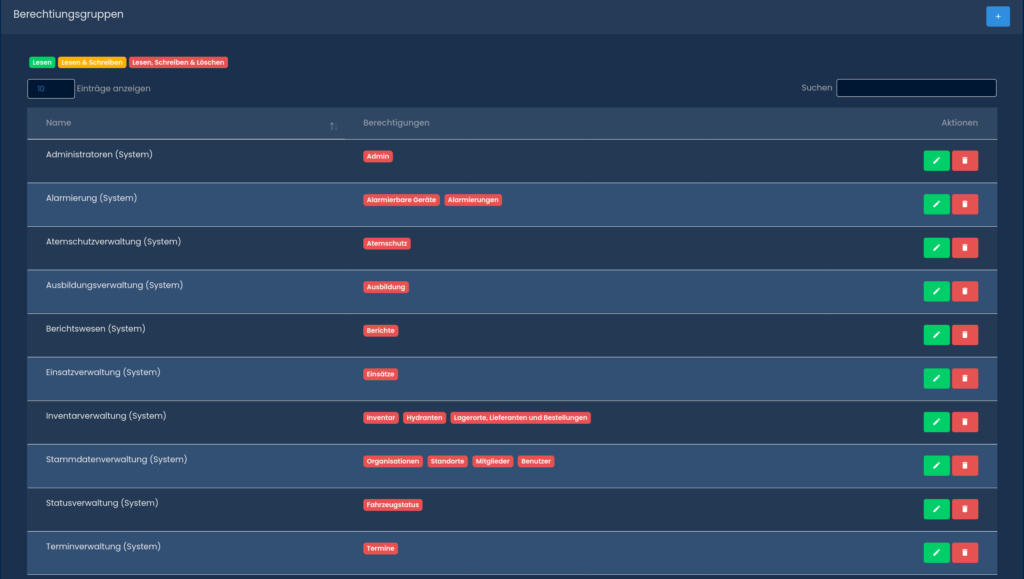 Berechtiungsgruppen
+
Lesen Lesen & Schreiben Lesen, Schreiben & Löschen
10 Einträge anzeigen Suchen
Name Berechtigungen Aktionen
Administratoren (System) Admin
Alarmierung (System) Alarmierbare Geräte Alarmierungen
Atemschutzverwaltung (System) Atemschutz
Ausbildungsverwaltung (System) Ausbildung
Berichtswesen (System) Berichte
Einsatzverwaltung (System) Einsätze
Inventarverwaltung (System) Inventar Hydranten Lagerorte, Lieferanten und Bestellungen
Stammdatenverwaltung (System) Organisationen Standorte Mitglieder Benutzer
Statusverwaltung (System) Fahrzeugstatus
Terminverwaltung (System) Termine